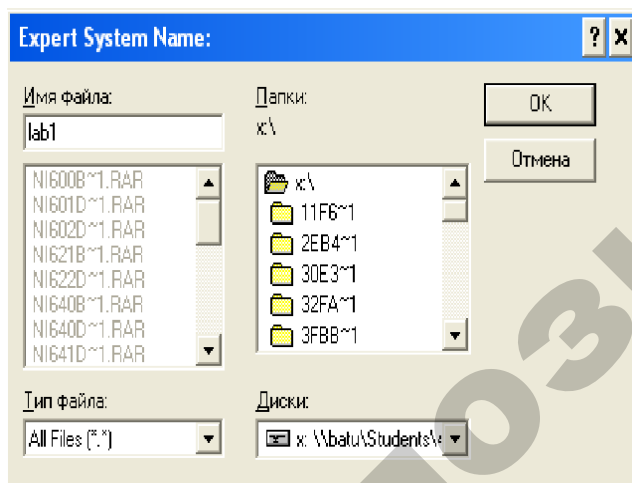 Expert System Name:
Имя файла:
lab1
NI600B~1.RAR
NI601D~1.RAR
NI602D~1.RAR
NI621B~1.RAR
NI622D~1.RAR
NI640B~1.RAR
NI640D~1.RAR
NI641D~1.RAR
Тип файла:
All Files (*.*)
Папки:
x:\
x:\
11F6~1
2EB4~1
30E3~1
32FA~1
3FBB~1
Диски:
x: \\batu\Students\
OK
Отмена